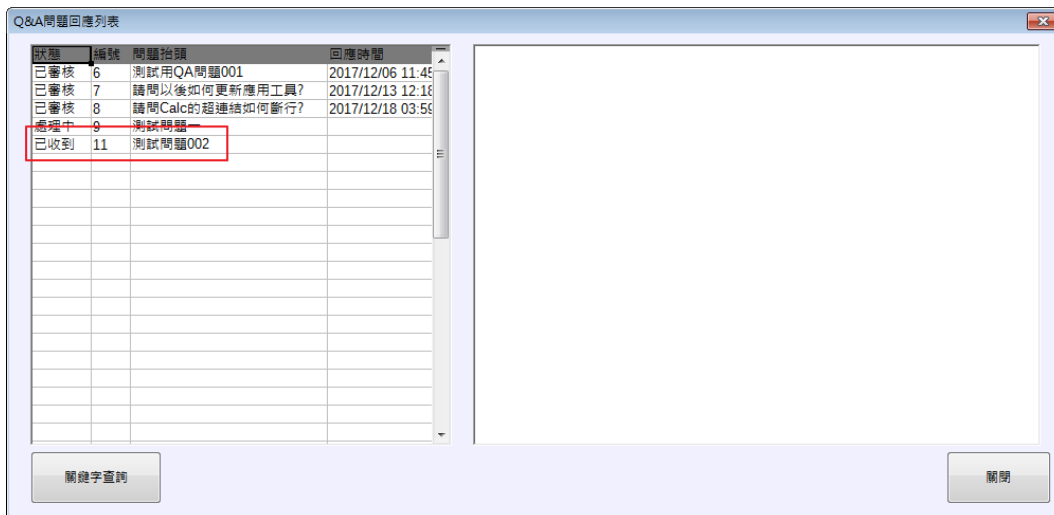 Q&A問題回應列表
狀態 編號 問題抬頭 回應時間
已審核 6 測試用QA問題001 2017/12/06 11:45
已審核 7 請問以後如何更新應用工具? 2017/12/13 12:18
已審核 8 請問Calc的超連結如何斷行? 2017/12/18 03:59
處理中 9 測試問題一
已收到 11 測試問題002
關鍵字查詢
關閉